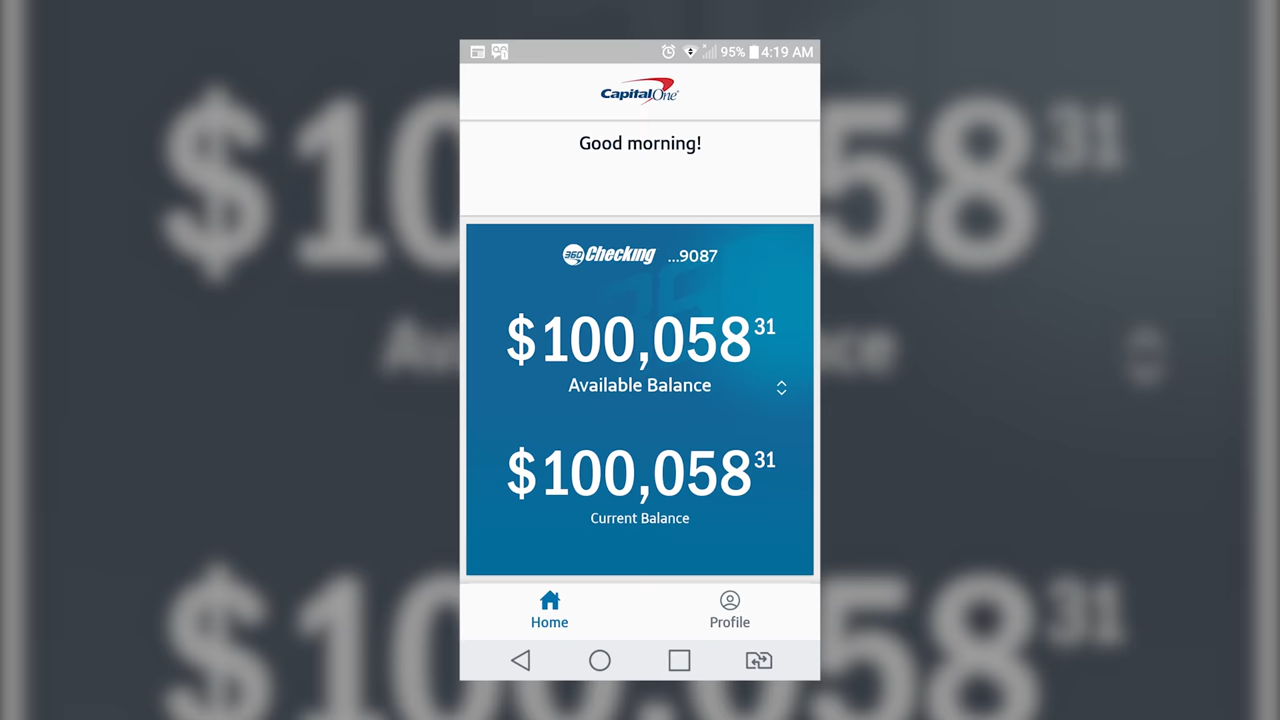 95% 4:19 AM
Capital One®
Good morning!
360 Checking ...9087
$100,058 31
Available Balance
$100,058 31
Current Balance
Home Profile